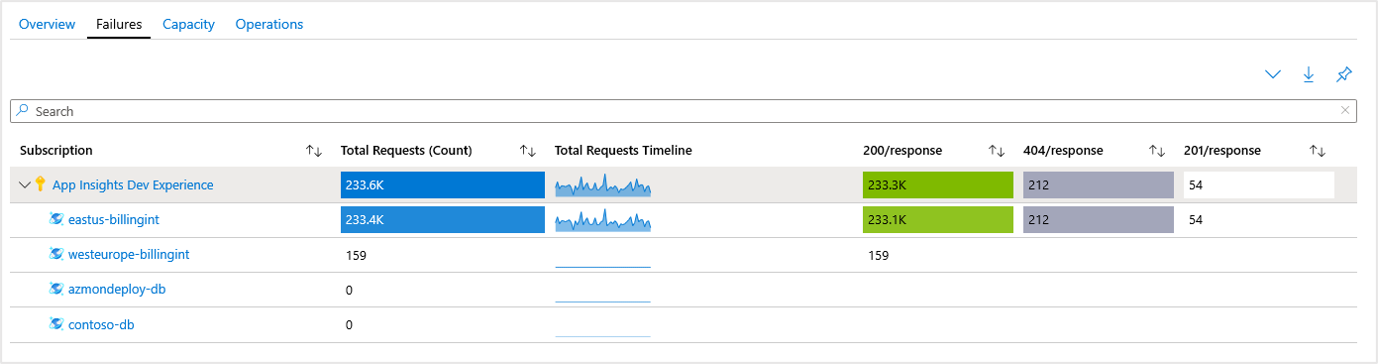 Overview Failures Capacity Operations
Search
Subscription Total Requests (Count) Total Requests Timeline 200/response 404/response 201/response
App Insights Dev Experience 233.6K 233.3K 212 54
eastus-billingint 233.4K 233.1K 212 54
westeurope-billingint 159 159
azmondeploy-db 0
contoso-db 0